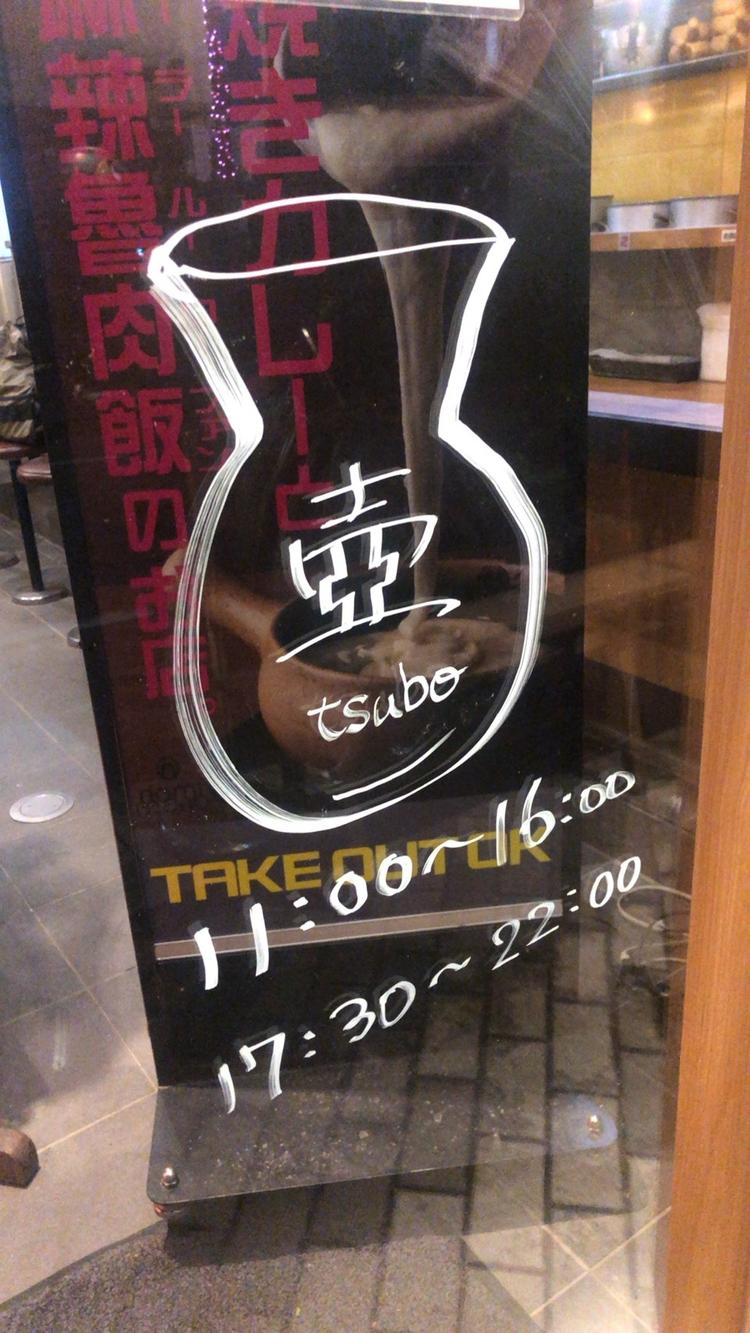 焼きカレーと
麻辣魯肉飯のお店。
壺
tsubo
TAKE OUT OK
11:00~16:00
17:30~22:00